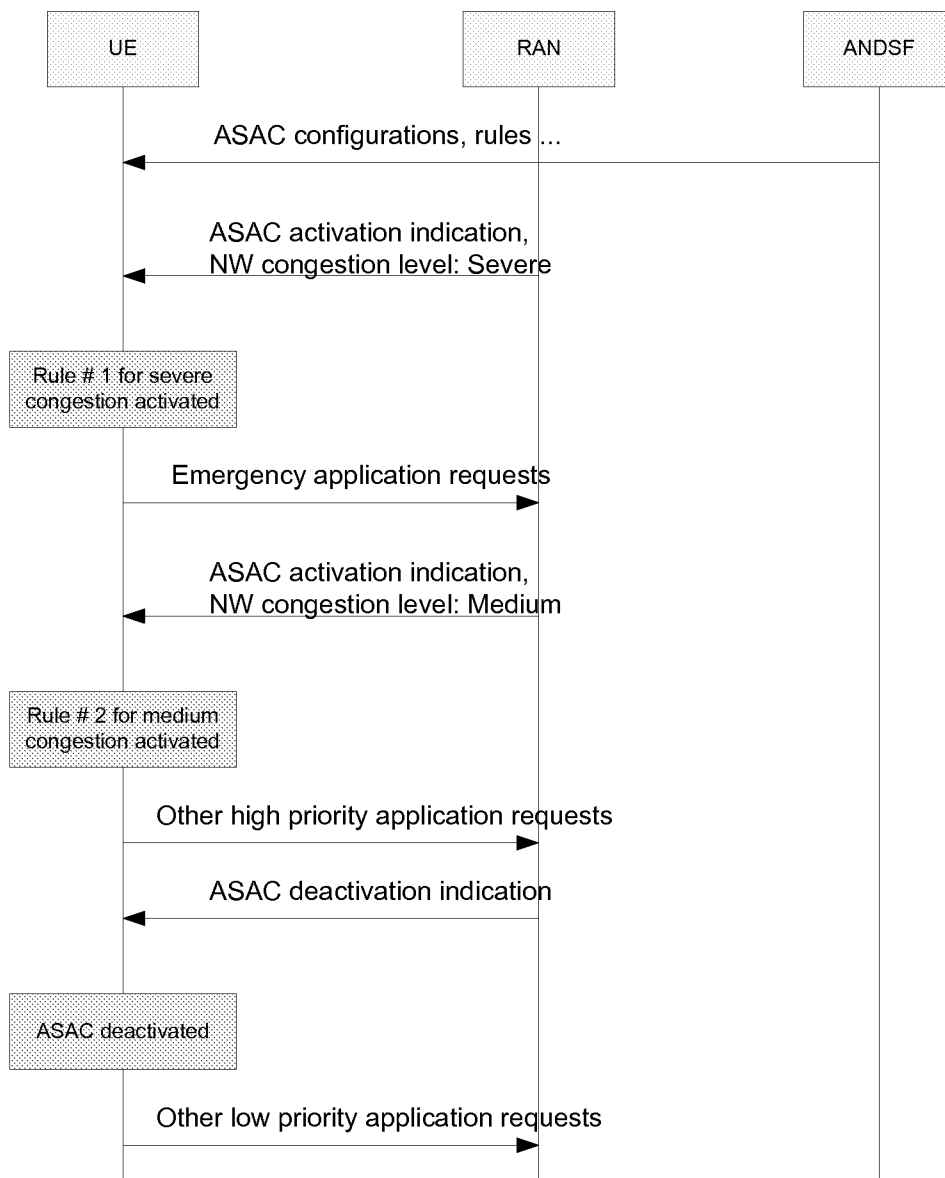 UE
RAN
ANDSF
ASAC configurations, rules ...
ASAC activation indication,
NW congestion level: Severe
Rule # 1 for severe
congestion activated
Emergency application requests
ASAC activation indication,
NW congestion level: Medium
Rule # 2 for medium
congestion activated
Other high priority application requests
ASAC deactivation indication
ASAC deactivated
Other low priority application requests